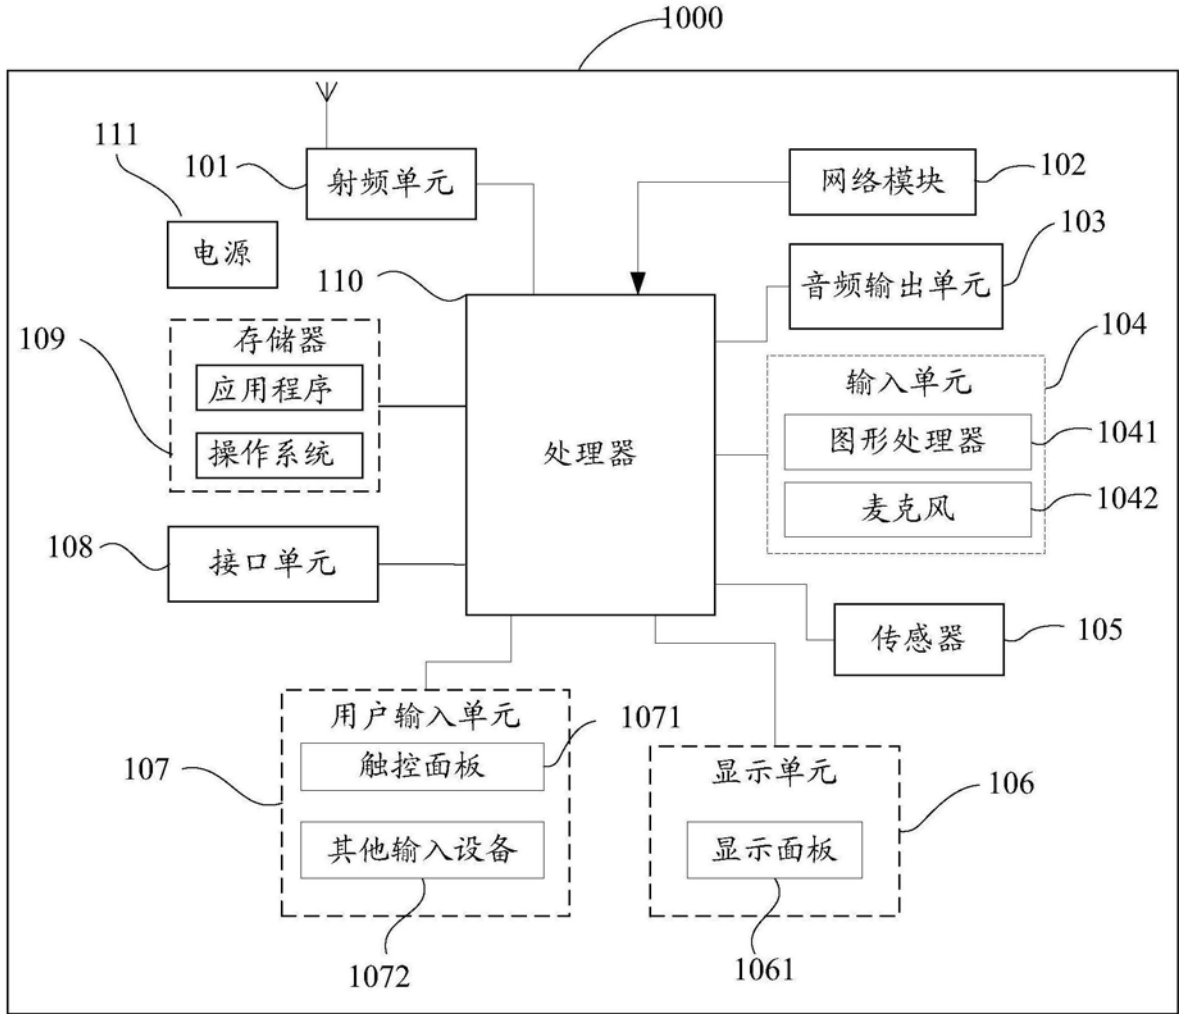 1000
111
101
射频单元
网络模块
102
电源
110
音频输出单元
103
109
存储器
应用程序
操作系统
处理器
104
输入单元
图形处理器
1041
麦克风
1042
108
接口单元
传感器
105
107
用户输入单元
1071
触控面板
其他输入设备
1072
显示单元
106
显示面板
1061